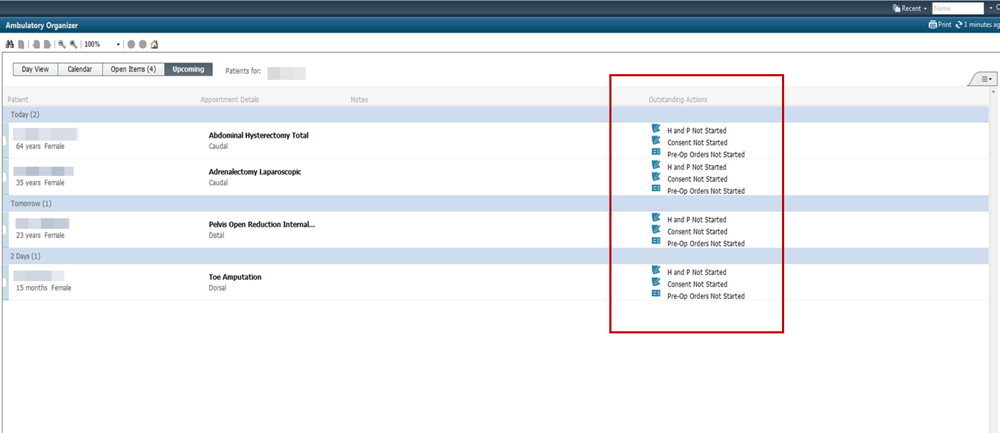 Recent Name
Ambulatory Organizer Print 1 minutes ag
100%
Day View Calendar Open Items (4) Upcoming Patients for:
Patient Appointment Details Notes Outstanding Actions
Today (2)
Abdominal Hysterectomy Total
64 years Female Caudal
H and P Not Started
Consent Not Started
Pre-Op Orders Not Started
Adrenalectomy Laparoscopic
35 years Female Caudal
H and P Not Started
Consent Not Started
Pre-Op Orders Not Started
Tomorrow (1)
Pelvis Open Reduction Internal...
23 years Female Distal
H and P Not Started
Consent Not Started
Pre-Op Orders Not Started
2 Days (1)
Toe Amputation
15 months Female Dorsal
H and P Not Started
Consent Not Started
Pre-Op Orders Not Started